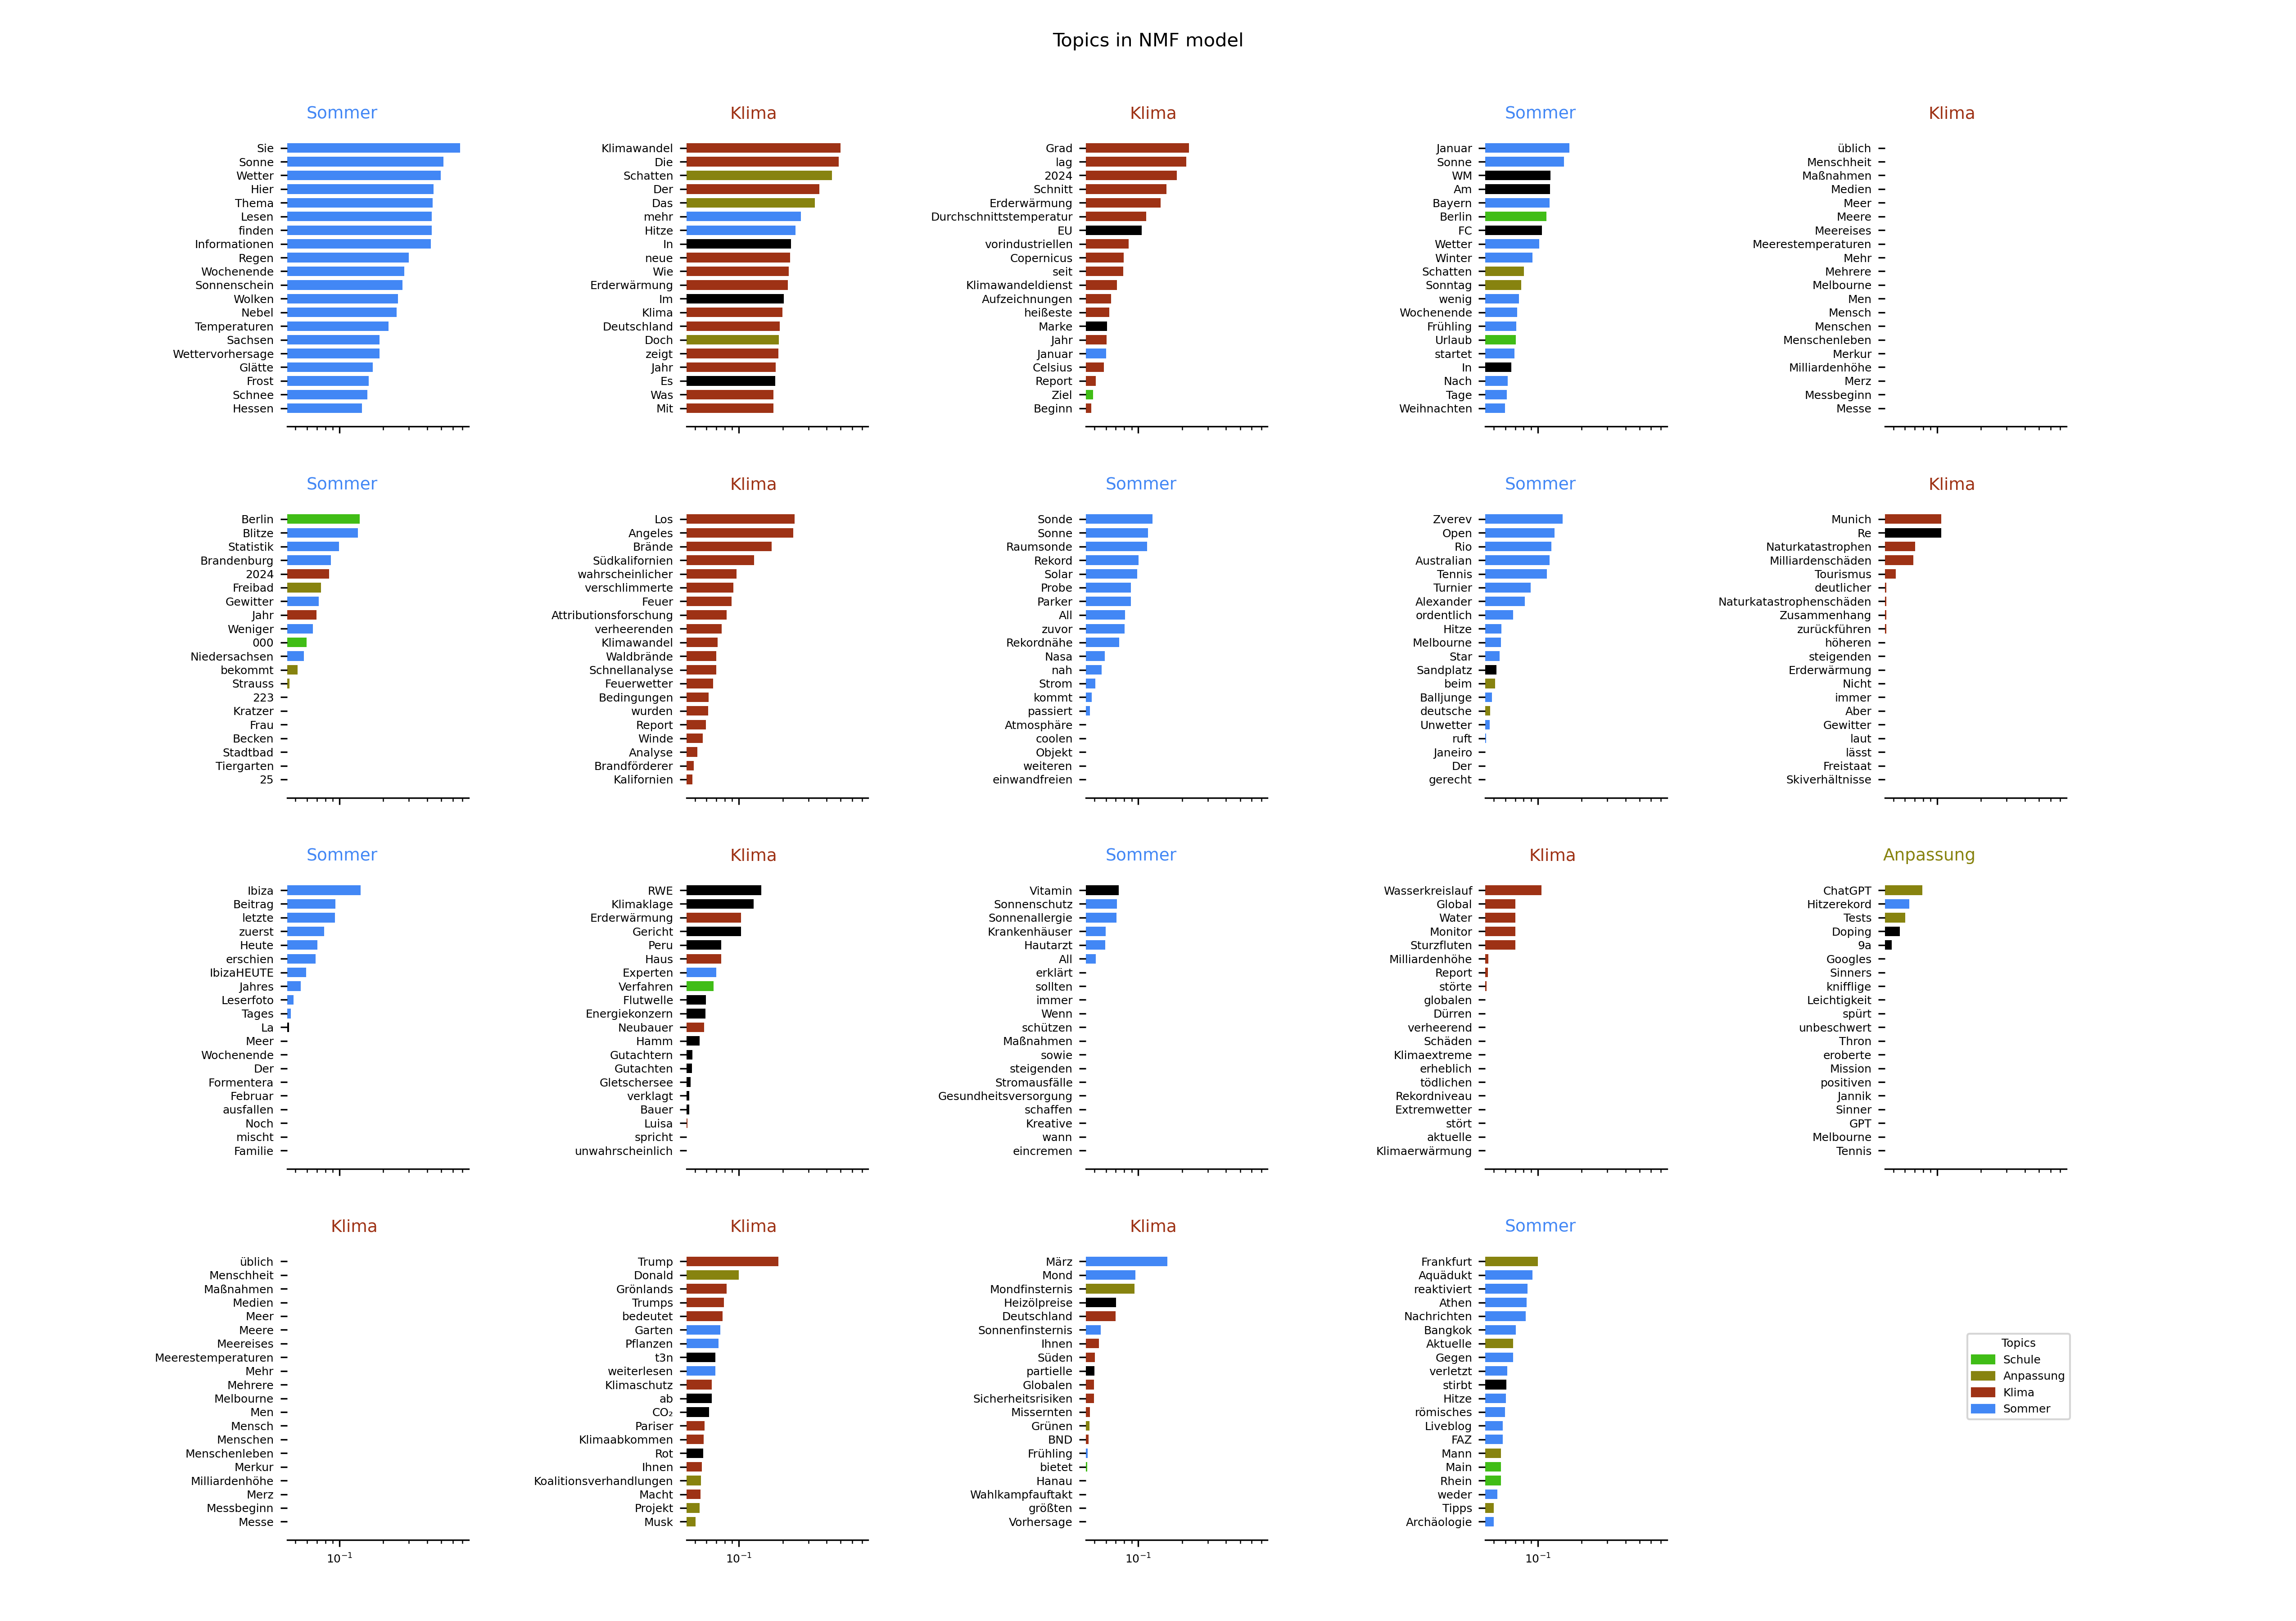 Topics in NMF model
Sommer
Sie
Sonne
Wetter
Hier
Thema
Lesen
finden
Informationen
Regen
Wochenende
Sonnenschein
Wolken
Nebel
Temperaturen
Sachsen
Wettervorhersage
Glätte
Frost
Schnee
Hessen
Klima
Klimawandel
Die
Schatten
Der
Das
mehr
Hitze
In
neue
Wie
Erderwärmung
Im
Klima
Deutschland
Doch
zeigt
Jahr
Es
Was
Mit
Klima
Grad
lag
2024
Schnitt
Erderwärmung
Durchschnittstemperatur
EU
vorindustriellen
Copernicus
seit
Klimawandeldienst
Aufzeichnungen
heißeste
Marke
Jahr
Januar
Celsius
Report
Ziel
Beginn
Sommer
Januar
Sonne
WM
Am
Bayern
Berlin
FC
Wetter
Winter
Schatten
Sonntag
wenig
Wochenende
Frühling
Urlaub
startet
In
Nach
Tage
Weihnachten
Klima
üblich
Menschheit
Maßnahmen
Medien
Meer
Meere
Meereises
Meerestemperaturen
Mehr
Mehrere
Melbourne
Men
Mensch
Menschen
Menschenleben
Merkur
Milliardenhöhe
Merz
Messbeginn
Messe
Sommer
Berlin
Blitze
Statistik
Brandenburg
2024
Freibad
Gewitter
Jahr
Weniger
000
Niedersachsen
bekommt
Strauss
223
Kratzer
Frau
Becken
Stadtbad
Tiergarten
25
Klima
Los
Angeles
Brände
Südkalifornien
wahrscheinlicher
verschlimmerte
Feuer
Attributionsforschung
verheerenden
Klimawandel
Waldbrände
Schnellanalyse
Feuerwetter
Bedingungen
wurden
Report
Winde
Analyse
Brandförderer
Kalifornien
Sommer
Sonde
Sonne
Raumsonde
Rekord
Solar
Probe
Parker
All
zuvor
Rekordnähe
Nasa
nah
Strom
kommt
passiert
Atmosphäre
coolen
Objekt
weiteren
einwandfreien
Sommer
Zverev
Open
Rio
Australian
Tennis
Turnier
Alexander
ordentlich
Hitze
Melbourne
Star
Sandplatz
beim
Balljunge
deutsche
Unwetter
ruft
Janeiro
Der
gerecht
Klima
Munich
Re
Naturkatastrophen
Milliardenschäden
Tourismus
deutlicher
Naturkatastrophenschäden
Zusammenhang
zurückführen
höheren
steigenden
Erderwärmung
Nicht
immer
Aber
Gewitter
laut
lässt
Freistaat
Skiverhältnisse
Sommer
Ibiza
Beitrag
letzte
zuerst
Heute
erschien
IbizaHEUTE
Jahres
Leserfoto
Tages
La
Meer
Wochenende
Der
Formentera
Februar
ausfallen
Noch
mischt
Familie
Klima
RWE
Klimaklage
Erderwärmung
Gericht
Peru
Haus
Experten
Verfahren
Flutwelle
Energiekonzern
Neubauer
Hamm
Gutachtern
Gutachten
Gletschersee
verklagt
Bauer
Luisa
spricht
unwahrscheinlich
Sommer
Vitamin
Sonnenschutz
Sonnenallergie
Krankenhäuser
Hautarzt
All
erklärt
sollten
immer
Wenn
schützen
Maßnahmen
sowie
steigenden
Stromausfälle
Gesundheitsversorgung
schaffen
Kreative
wann
eincremen
Klima
Wasserkreislauf
Global
Water
Monitor
Sturzfluten
Milliardenhöhe
Report
störte
globalen
Dürren
verheerend
Schäden
Klimaextreme
erheblich
tödlichen
Rekordniveau
Extremwetter
stört
aktuelle
Klimaerwärmung
Anpassung
ChatGPT
Hitzerekord
Tests
Doping
9a
Googles
Sinners
knifflige
Leichtigkeit
spürt
unbeschwert
Thron
eroberte
Mission
positiven
Jannik
Sinner
GPT
Melbourne
Tennis
Klima
üblich
Menschheit
Maßnahmen
Medien
Meer
Meere
Meereises
Meerestemperaturen
Mehr
Mehrere
Melbourne
Men
Mensch
Menschen
Menschenleben
Merkur
Milliardenhöhe
Merz
Messbeginn
Messe
10⁻¹
Klima
Trump
Donald
Grönlands
Trumps
bedeutet
Garten
Pflanzen
t3n
weiterlesen
Klimaschutz
ab
CO₂
Pariser
Klimaabkommen
Rot
Ihnen
Koalitionsverhandlungen
Macht
Projekt
Musk
10⁻¹
Klima
März
Mond
Mondfinsternis
Heizölpreise
Deutschland
Sonnenfinsternis
Ihnen
Süden
partielle
Globalen
Sicherheitsrisiken
Missernten
Grünen
BND
Frühling
bietet
Hanau
Wahlkampfauftakt
größten
Vorhersage
10⁻¹
Sommer
Frankfurt
Aquädukt
reaktiviert
Athen
Nachrichten
Bangkok
Aktuelle
Gegen
verletzt
stirbt
Hitze
römisches
Liveblog
FAZ
Mann
Main
Rhein
weder
Tipps
Archäologie
10⁻¹
Topics
Schule
Anpassung
Klima
Sommer